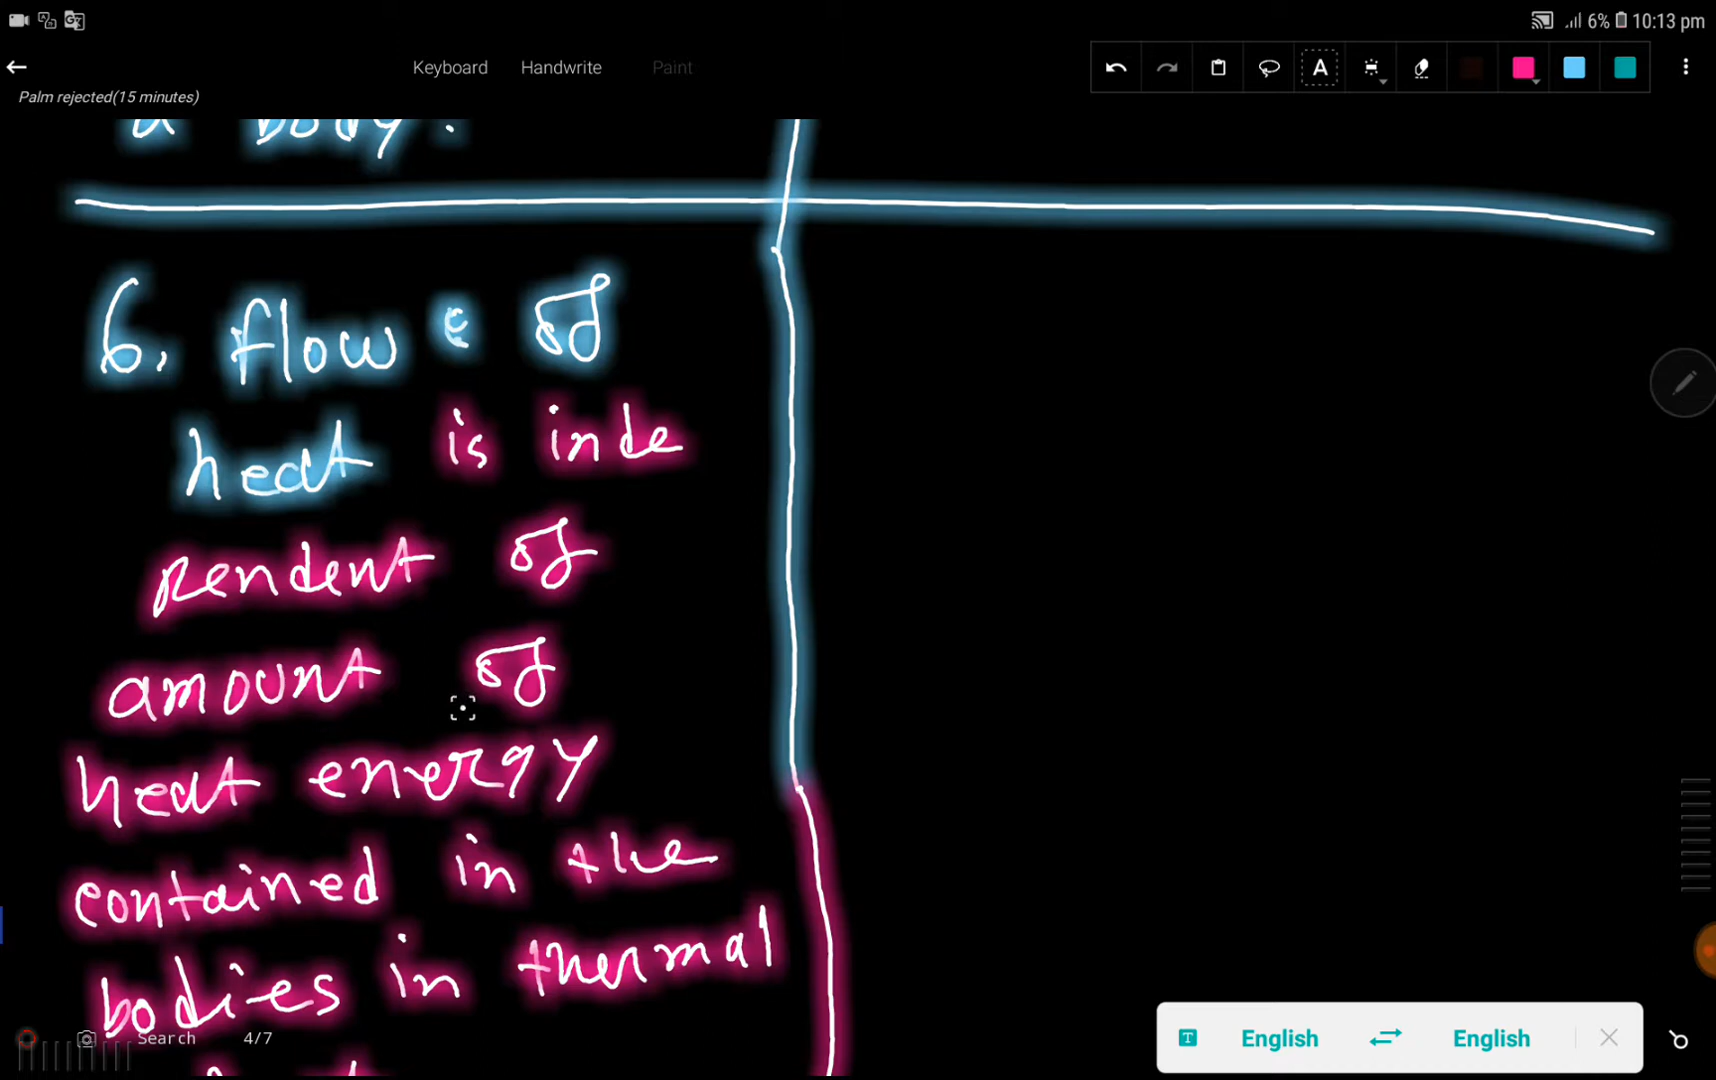 6% 10:13 pm
Keyboard Handwrite Paint
A
Palm rejected(15 minutes)
a body.
6. flow e of
heat is inde
pendent of
amount of
heat energy
contained in the
bodies in thermal
Search 4/7
T English English